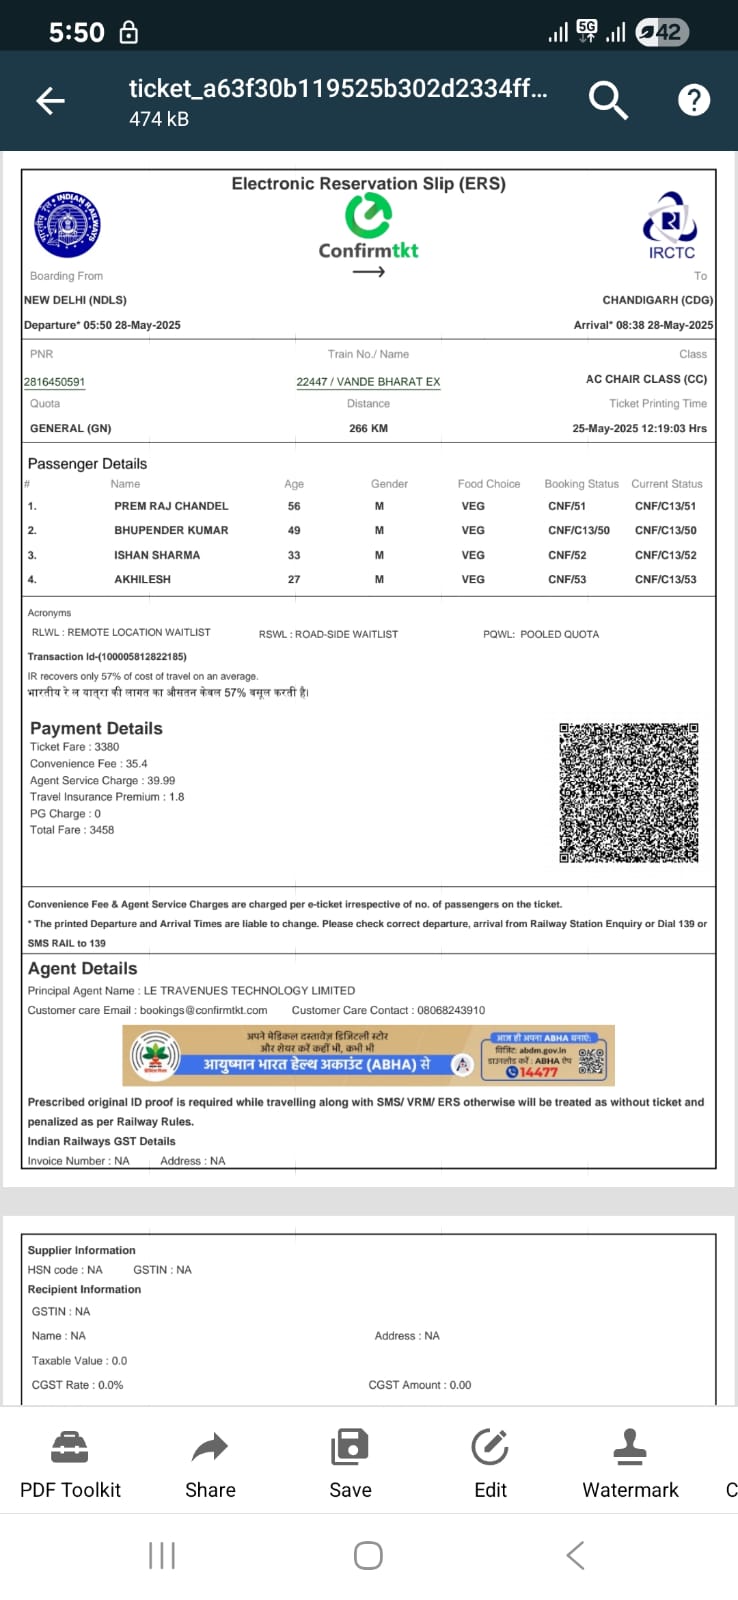 5:50
5G
42
ticket_a63f30b119525b302d2334ff...
474 kB
?
Electronic Reservation Slip (ERS)
INDIAN RAILWAYS
Confirmtkt
IRCTC
Boarding From To
NEW DELHI (NDLS) CHANDIGARH (CDG)
Departure* 05:50 28-May-2025 Arrival* 08:38 28-May-2025
PNR Train No./ Name Class
2816450591 22447 / VANDE BHARAT EX AC CHAIR CLASS (CC)
Quota Distance Ticket Printing Time
GENERAL (GN) 266 KM 25-May-2025 12:19:03 Hrs
Passenger Details
# Name Age Gender Food Choice Booking Status Current Status
1. PREM RAJ CHANDEL 56 M VEG CNF/51 CNF/C13/51
2. BHUPENDER KUMAR 49 M VEG CNF/C13/50 CNF/C13/50
3. ISHAN SHARMA 33 M VEG CNF/52 CNF/C13/52
4. AKHILESH 27 M VEG CNF/53 CNF/C13/53
Acronyms
RLWL : REMOTE LOCATION WAITLIST RSWL : ROAD-SIDE WAITLIST PQWL: POOLED QUOTA
Transaction Id-(100005812822185)
IR recovers only 57% of cost of travel on an average.
भारतीय रे ल यात्रा की लागत का औसतन केवल 57% वसूल करती है।
Payment Details
Ticket Fare : 3380
Convenience Fee : 35.4
Agent Service Charge : 39.99
Travel Insurance Premium : 1.8
PG Charge : 0
Total Fare : 3458
Convenience Fee & Agent Service Charges are charged per e-ticket irrespective of no. of passengers on the ticket.
* The printed Departure and Arrival Times are liable to change. Please check correct departure, arrival from Railway Station Enquiry or Dial 139 or
SMS RAIL to 139
Agent Details
Principal Agent Name : LE TRAVENUES TECHNOLOGY LIMITED
Customer care Email : bookings@confirmtkt.com Customer Care Contact : 08068243910
अपने मेडिकल दस्तावेज़ डिजिटली स्टोर
और शेयर करें कहीं भी, कभी भी
आयुष्मान भारत हेल्थ अकाउंट (ABHA) से
आज ही अपना ABHA बनाएं:
विजिट: abdm.gov.in
डाउनलोड करें : ABHA ऐप
14477
Prescribed original ID proof is required while travelling along with SMS/ VRM/ ERS otherwise will be treated as without ticket and
penalized as per Railway Rules.
Indian Railways GST Details
Invoice Number : NA Address : NA
Supplier Information
HSN code : NA GSTIN : NA
Recipient Information
GSTIN : NA
Name : NA Address : NA
Taxable Value : 0.0
CGST Rate : 0.0% CGST Amount : 0.00
PDF Toolkit Share Save Edit Watermark C